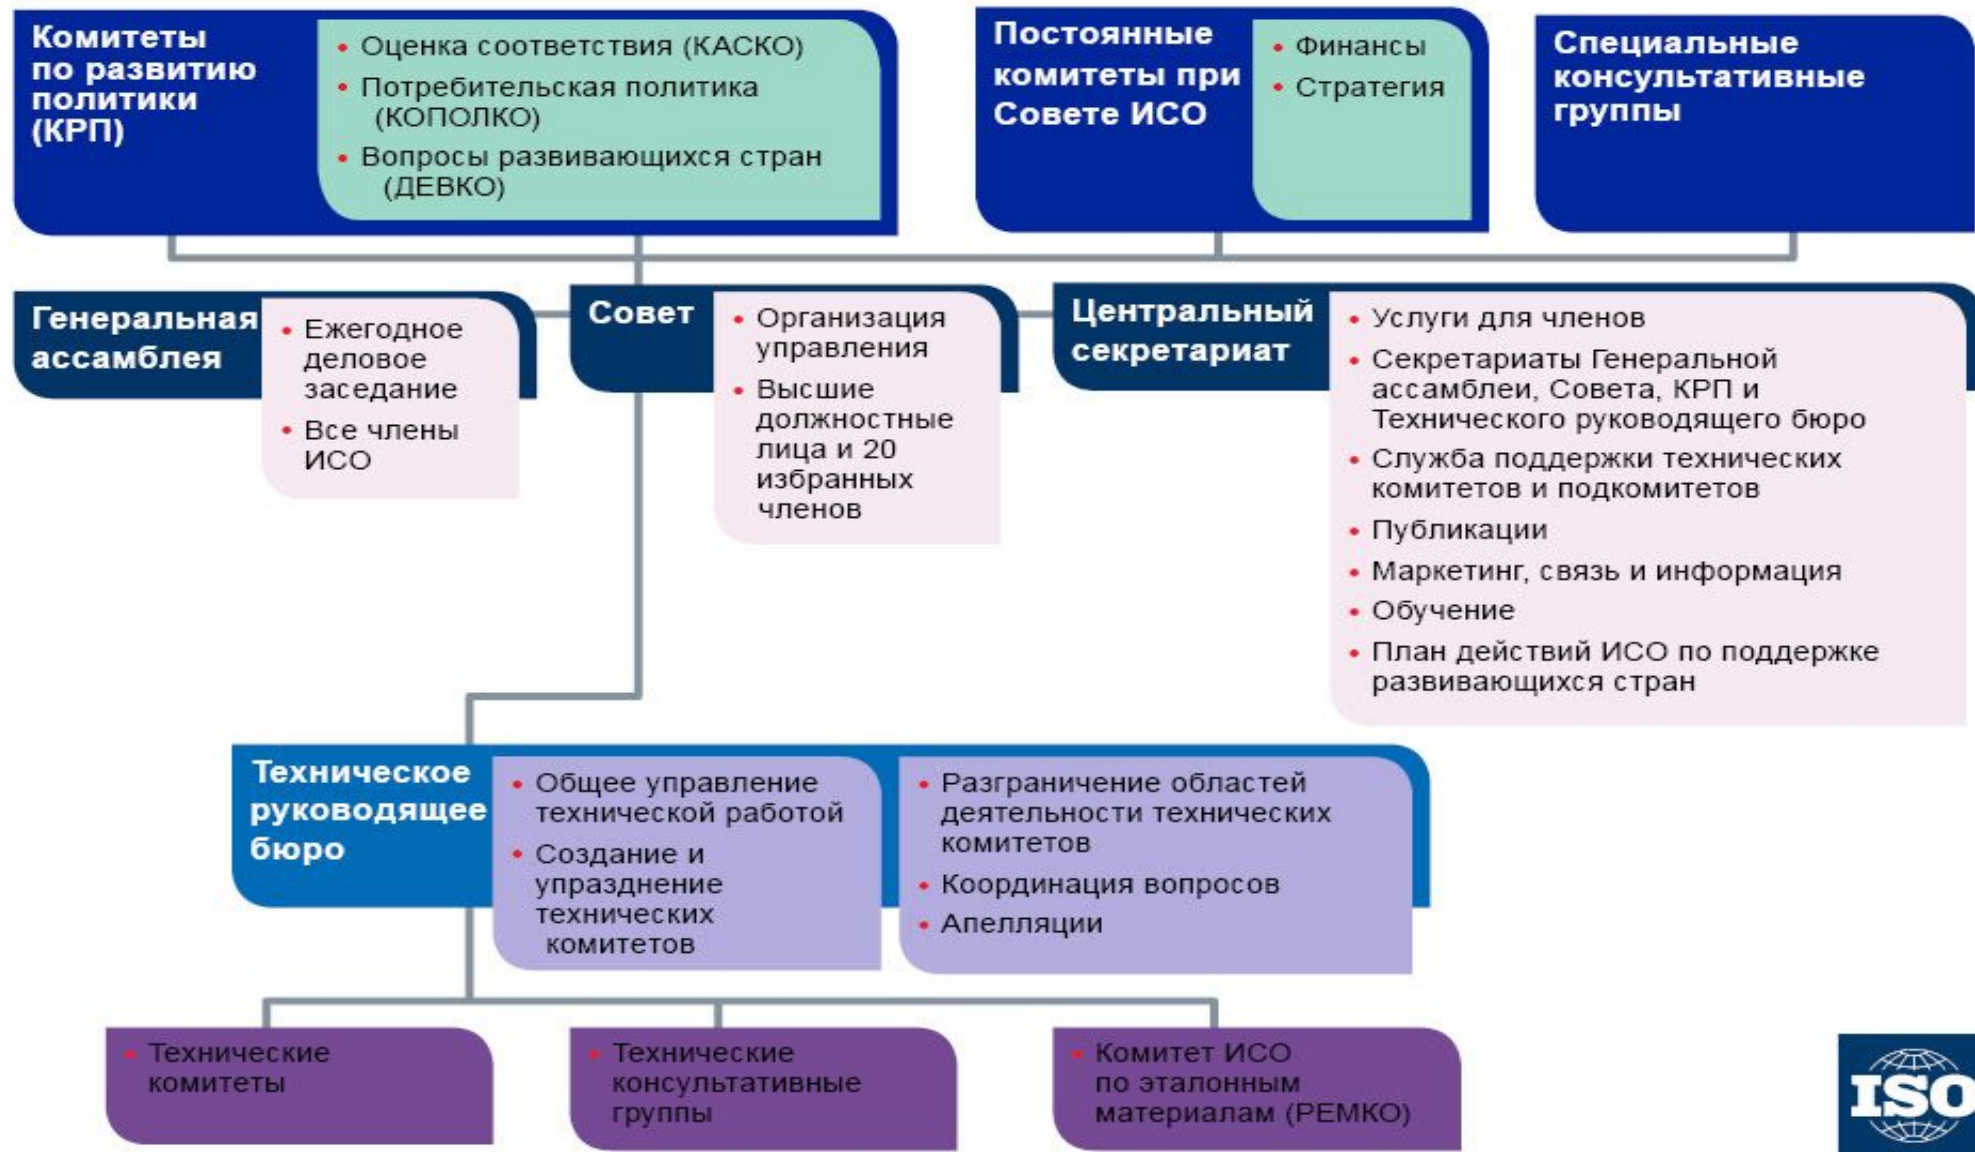 Комитеты
по развитию
политики
(КРП)
• Оценка соответствия (КАСКО)
• Потребительская политика
(КОПОЛКО)
• Вопросы развивающихся стран
(ДЕВКО)
Постоянные
комитеты при
Совете ИСО
• Финансы
• Стратегия
Специальные
консультативные
группы
Генеральная
ассамблея
• Ежегодное
деловое
заседание
• Все члены
ИСО
Совет
• Организация
управления
• Высшие
должностные
лица и 20
избранных
членов
Центральный
секретариат
• Услуги для членов
• Секретариаты Генеральной
ассамблеи, Совета, КРП и
Технического руководящего бюро
• Служба поддержки технических
комитетов и подкомитетов
• Публикации
• Маркетинг, связь и информация
• Обучение
• План действий ИСО по поддержке
развивающихся стран
Техническое
руководящее
бюро
• Общее управление
технической работой
• Создание и
упразднение
технических
комитетов
• Разграничение областей
деятельности технических
комитетов
• Координация вопросов
• Апелляции
• Технические
комитеты
• Технические
консультативные
группы
• Комитет ИСО
по эталонным
материалам (РЕМКО)
ISO